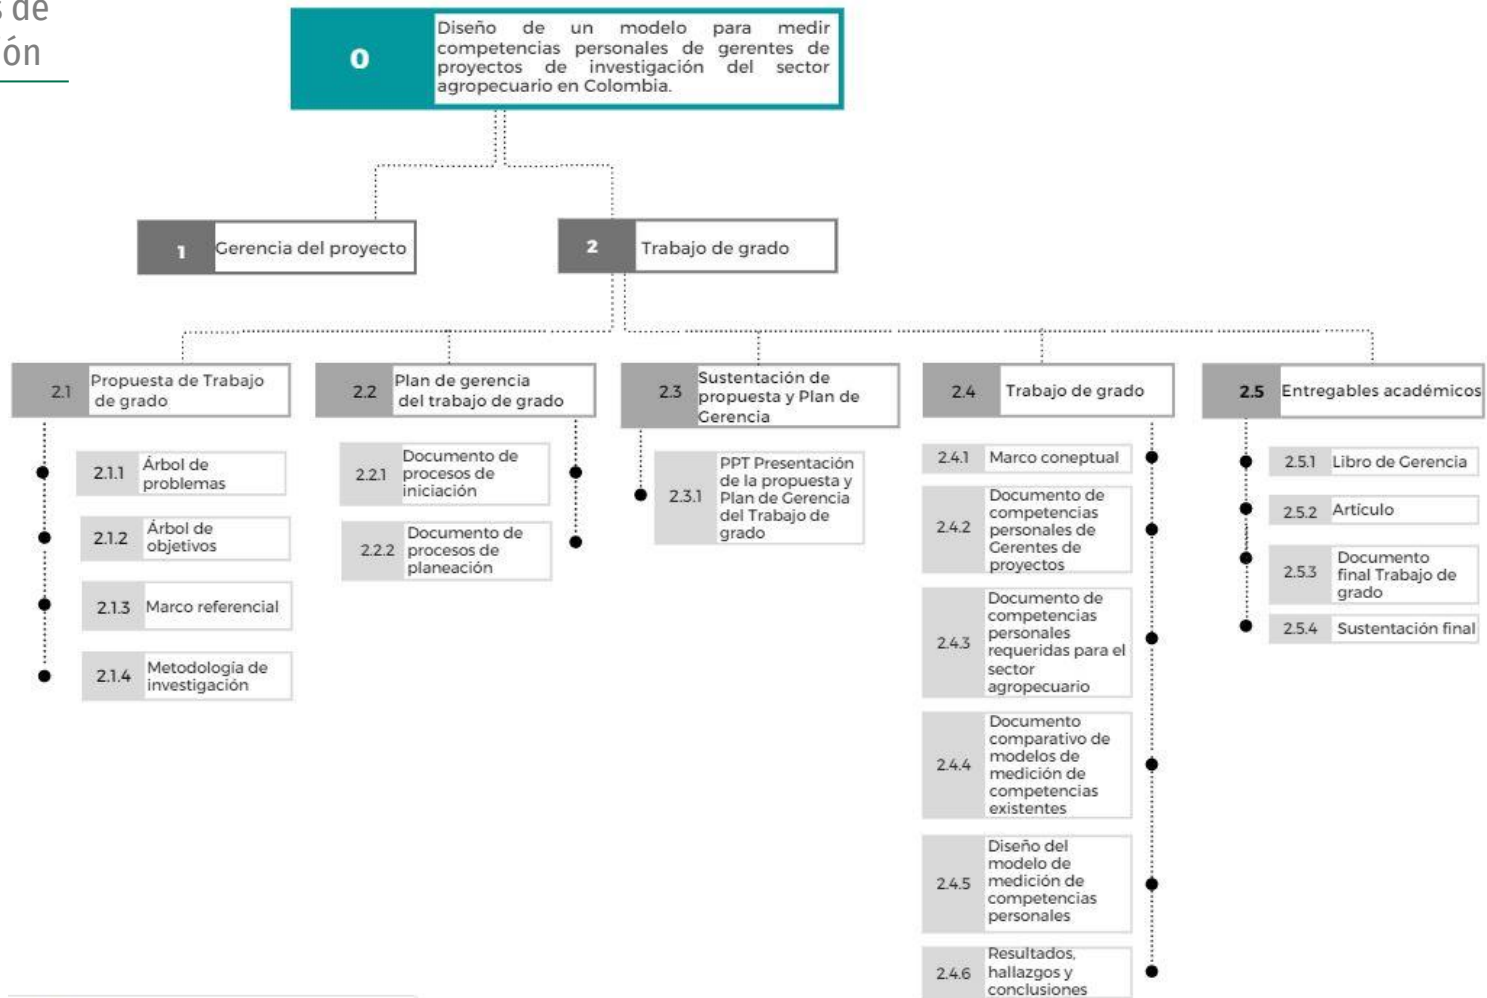 s de
ón
0
Diseño de un modelo para medir
competencias personales de gerentes de
proyectos de investigación del sector
agropecuario en Colombia.
1
Gerencia del proyecto
2
Trabajo de grado
2.1
Propuesta de Trabajo
de grado
2.1.1
Árbol de
problemas
2.1.2
Árbol de
objetivos
2.1.3
Marco referencial
2.1.4
Metodología de
investigación
2.2
Plan de gerencia
del trabajo de grado
2.2.1
Documento de
procesos de
iniciación
2.2.2
Documento de
procesos de
planeación
2.3
Sustentación de
propuesta y Plan de
Gerencia
2.3.1
PPT Presentación
de la propuesta y
Plan de Gerencia
del Trabajo de
grado
2.4
Trabajo de grado
2.4.1
Marco coneptual
2.4.2
Documento de
competencias
personales de
Gerentes de
proyectos
2.4.3
Documento de
competencias
personales
requeridas para el
sector
agropecuario
2.4.4
Documento
comparativo de
modelos de
medición de
competencias
existentes
2.4.5
Diseño del
modelo de
medición de
competencias
personales
2.4.6
Resultados,
hallazgos y
conclusiones
2.5
Entregables académicos
2.5.1
Libro de Gerencia
2.5.2
Artículo
2.5.3
Documento
final Trabajo de
grado
2.5.4
Sustentación final